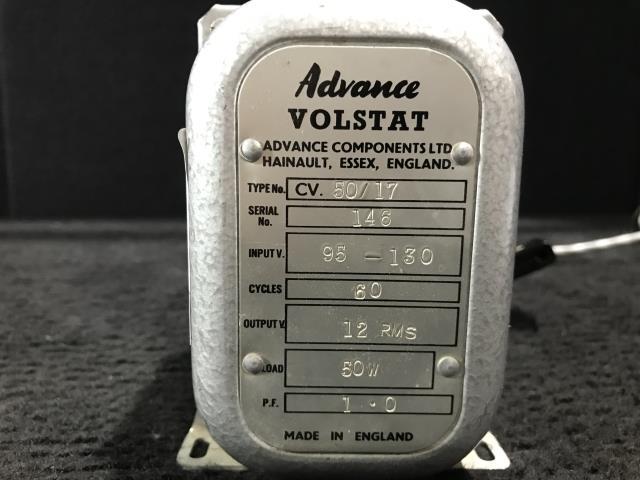 Advance
VOLSTAT
ADVANCE COMPONENTS LTD
HAINAULT, ESSEX, ENGLAND.
TYPE No. CV. 50/17
SERIAL No. 146
INPUT V. 95 - 130
CYCLES 60
OUTPUT V. 12 RMS
LOAD 50W
P.F. 1.0
MADE IN ENGLAND